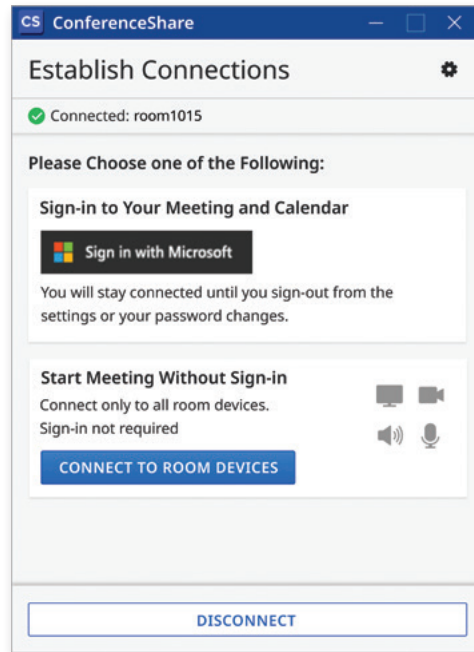 CS ConferenceShare
Establish Connections
Connected: room1015
Please Choose one of the Following:
Sign-in to Your Meeting and Calendar
Sign in with Microsoft
You will stay connected until you sign-out from the
settings or your password changes.
Start Meeting Without Sign-in
Connect only to all room devices.
Sign-in not required
CONNECT TO ROOM DEVICES
DISCONNECT